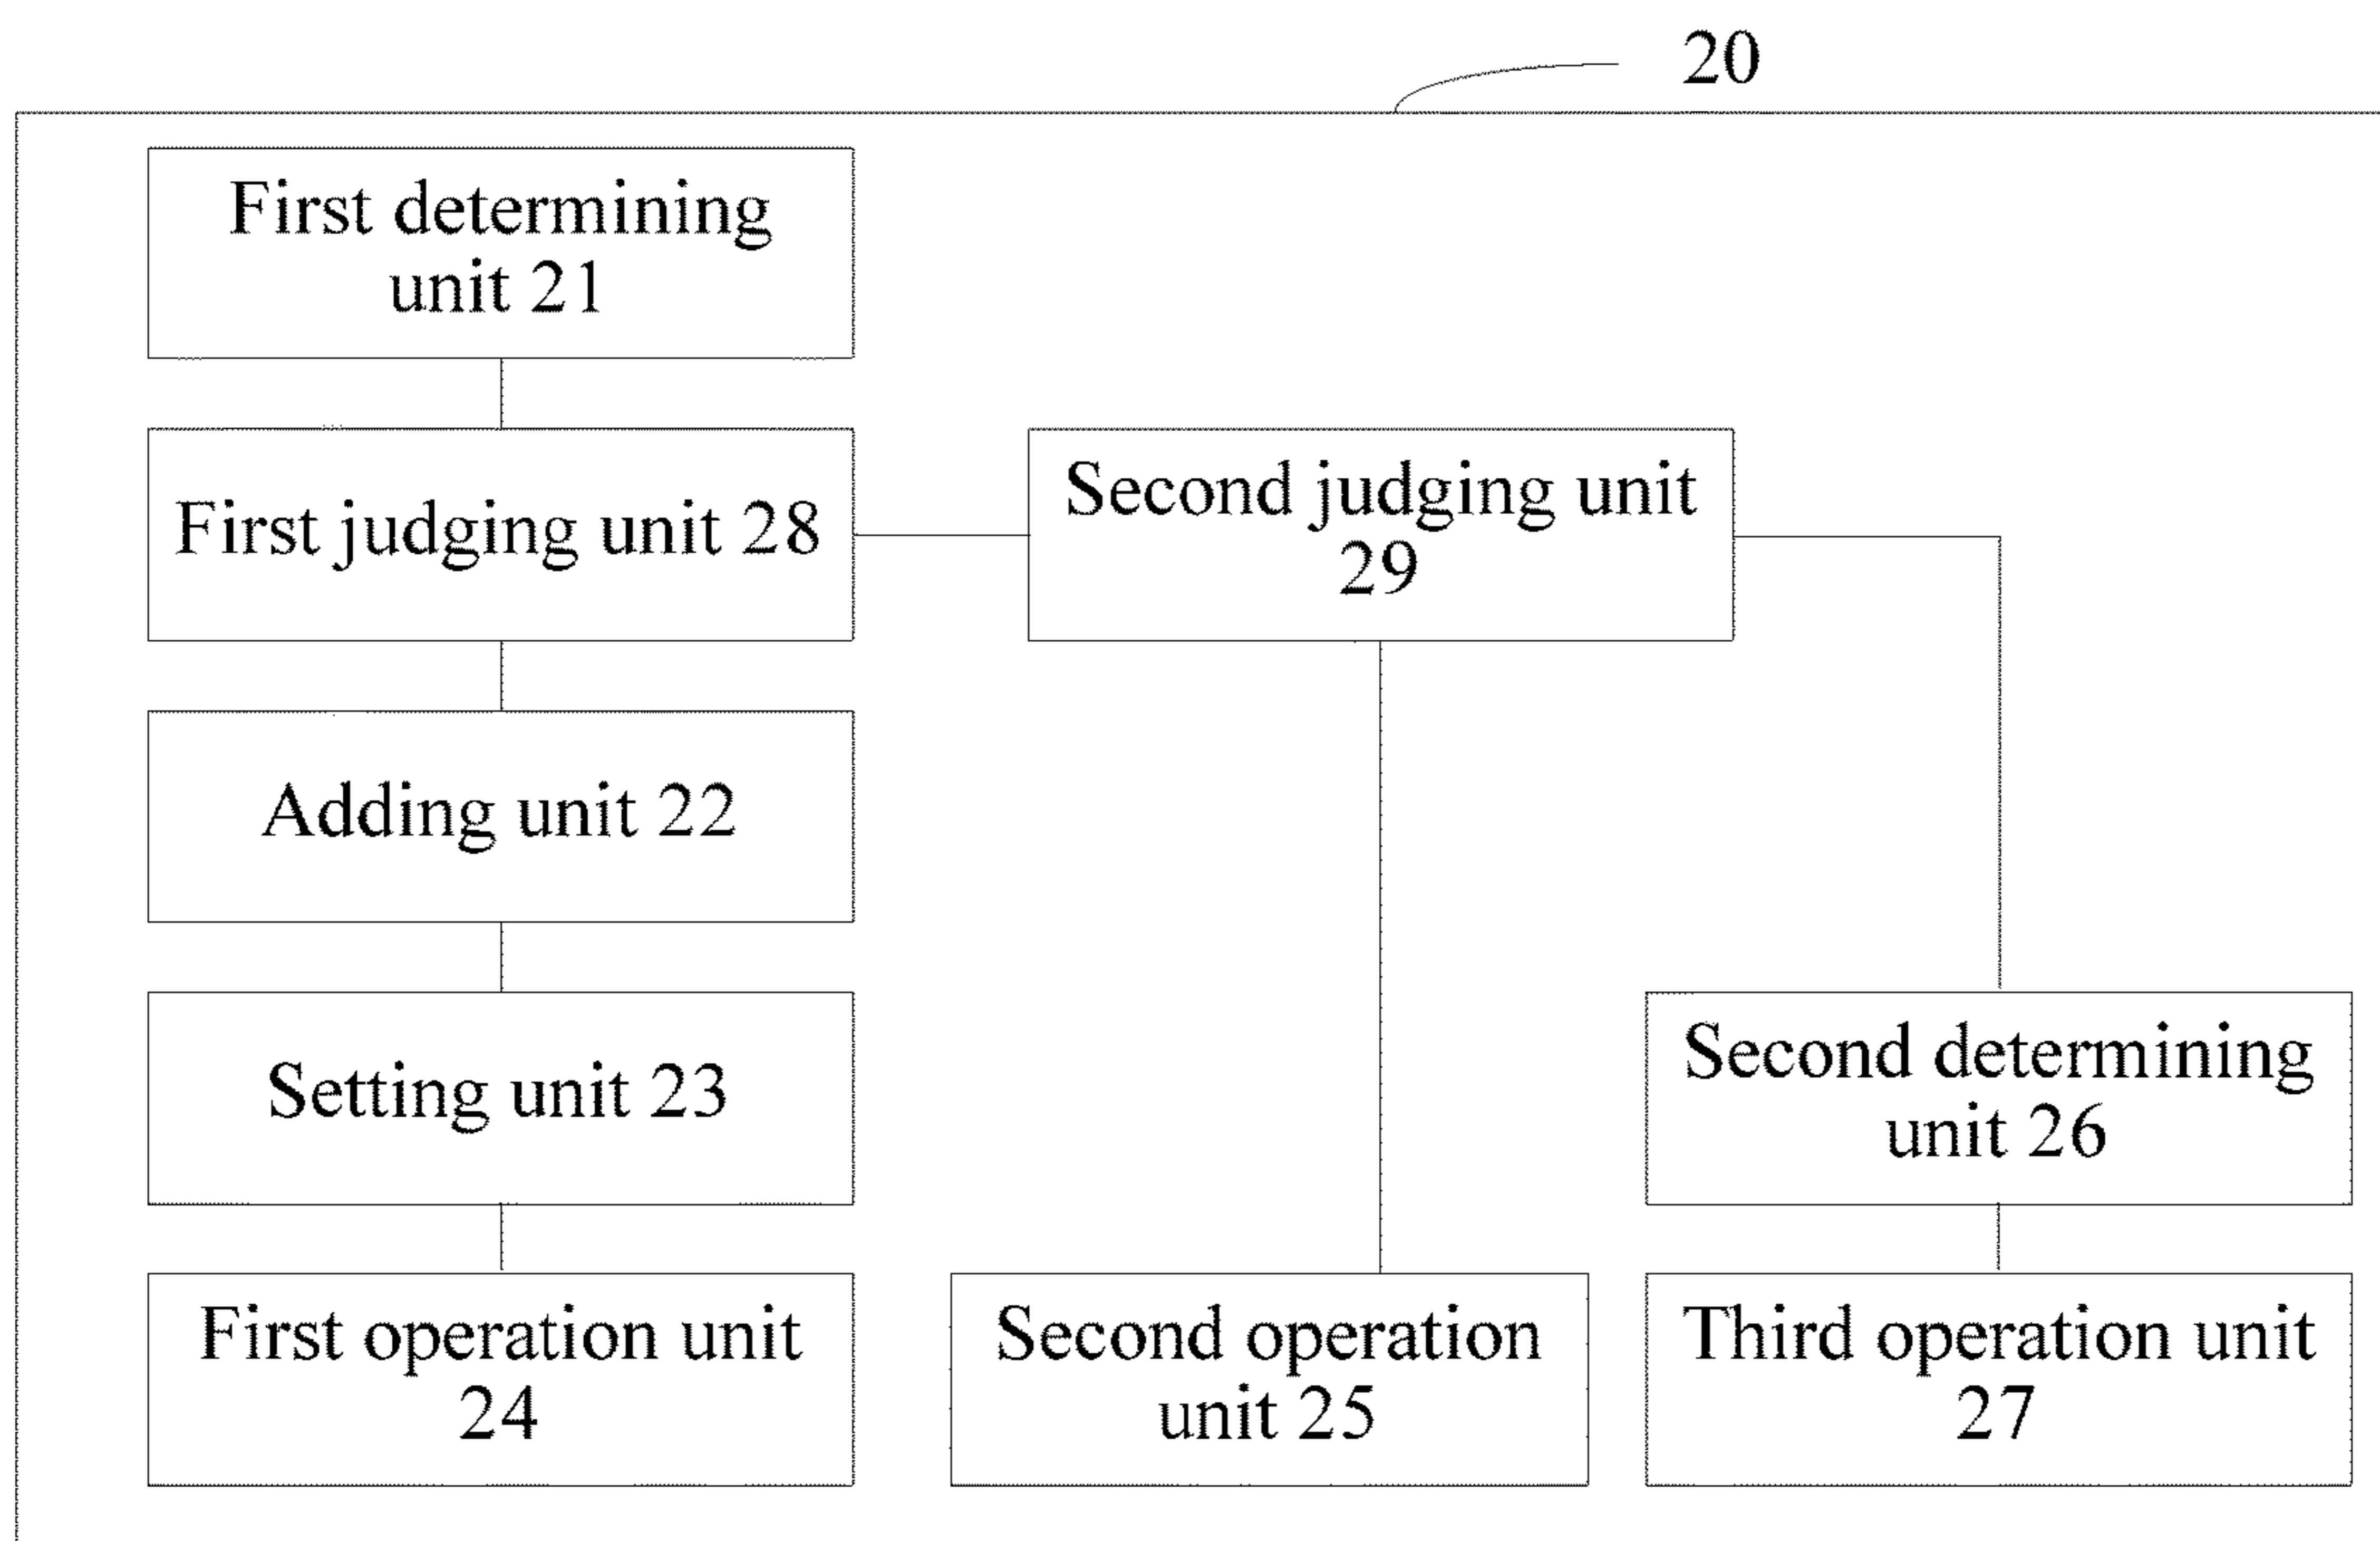 20
First determining
unit 21
First judging unit 28
Second judging unit
29
Adding unit 22
Setting unit 23
Second determining
unit 26
First operation unit
24
Second operation
unit 25
Third operation unit
27